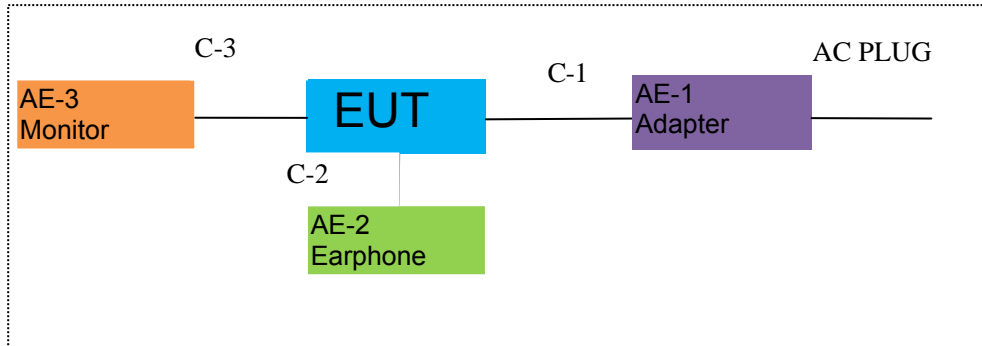 C-3
C-1
AC PLUG
AE-3
Monitor
EUT
AE-1
Adapter
C-2
AE-2
Earphone